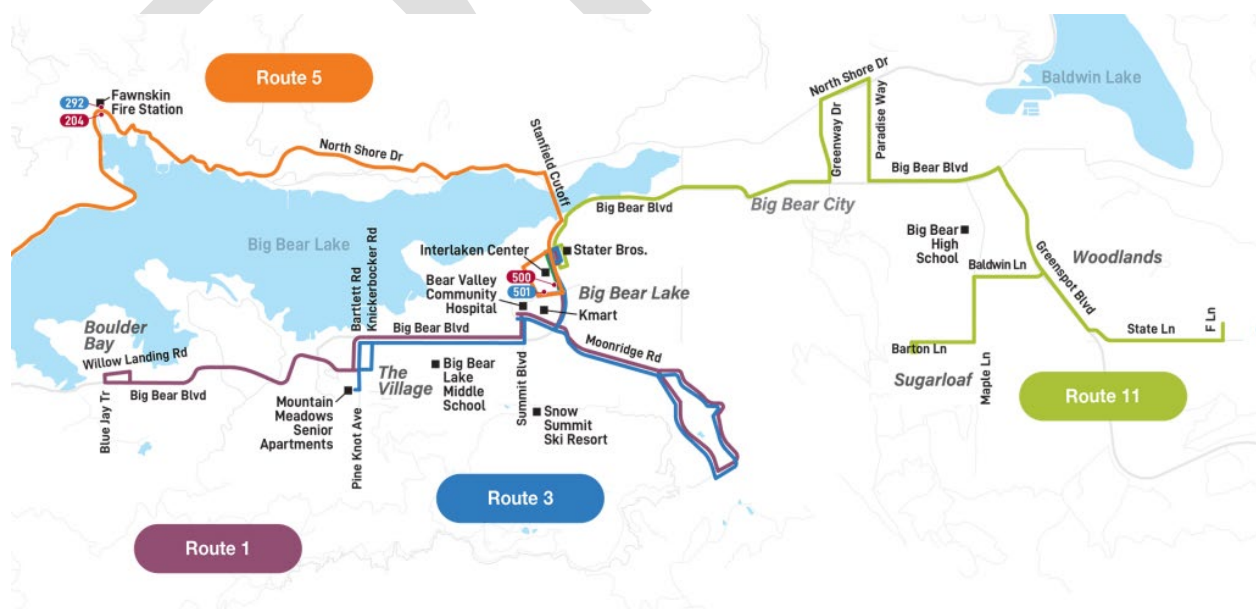 Route 5
North Shore Dr
Baldwin Lake
Fawnskin
Fire Station
292
204
North Shore Dr
Stanfield Cutoff
Greenway Dr
Paradise Way
Big Bear Blvd
Big Bear Blvd
Big Bear City
Big Bear Lake
Bartlett Rd
Knickerbocker Rd
Interlaken Center
Stater Bros.
Big Bear
High
School
Woodlands
Greenspot Blvd
Bear Valley
Community
Hospital
500
501
Big Bear Lake
Kmart
Baldwin Ln
Boulder
Bay
Willow Landing Rd
Big Bear Blvd
Moonridge Rd
State Ln
F Ln
Barton Ln
Sugarloaf
Maple Ln
Blue Jay Tr
Big Bear Blvd
The
Village
Mountain
Meadows
Senior
Apartments
Pine Knot Ave
Big Bear
Lake
Middle
School
Summit Blvd
Snow
Summit
Ski Resort
Route 11
Route 3
Route 1